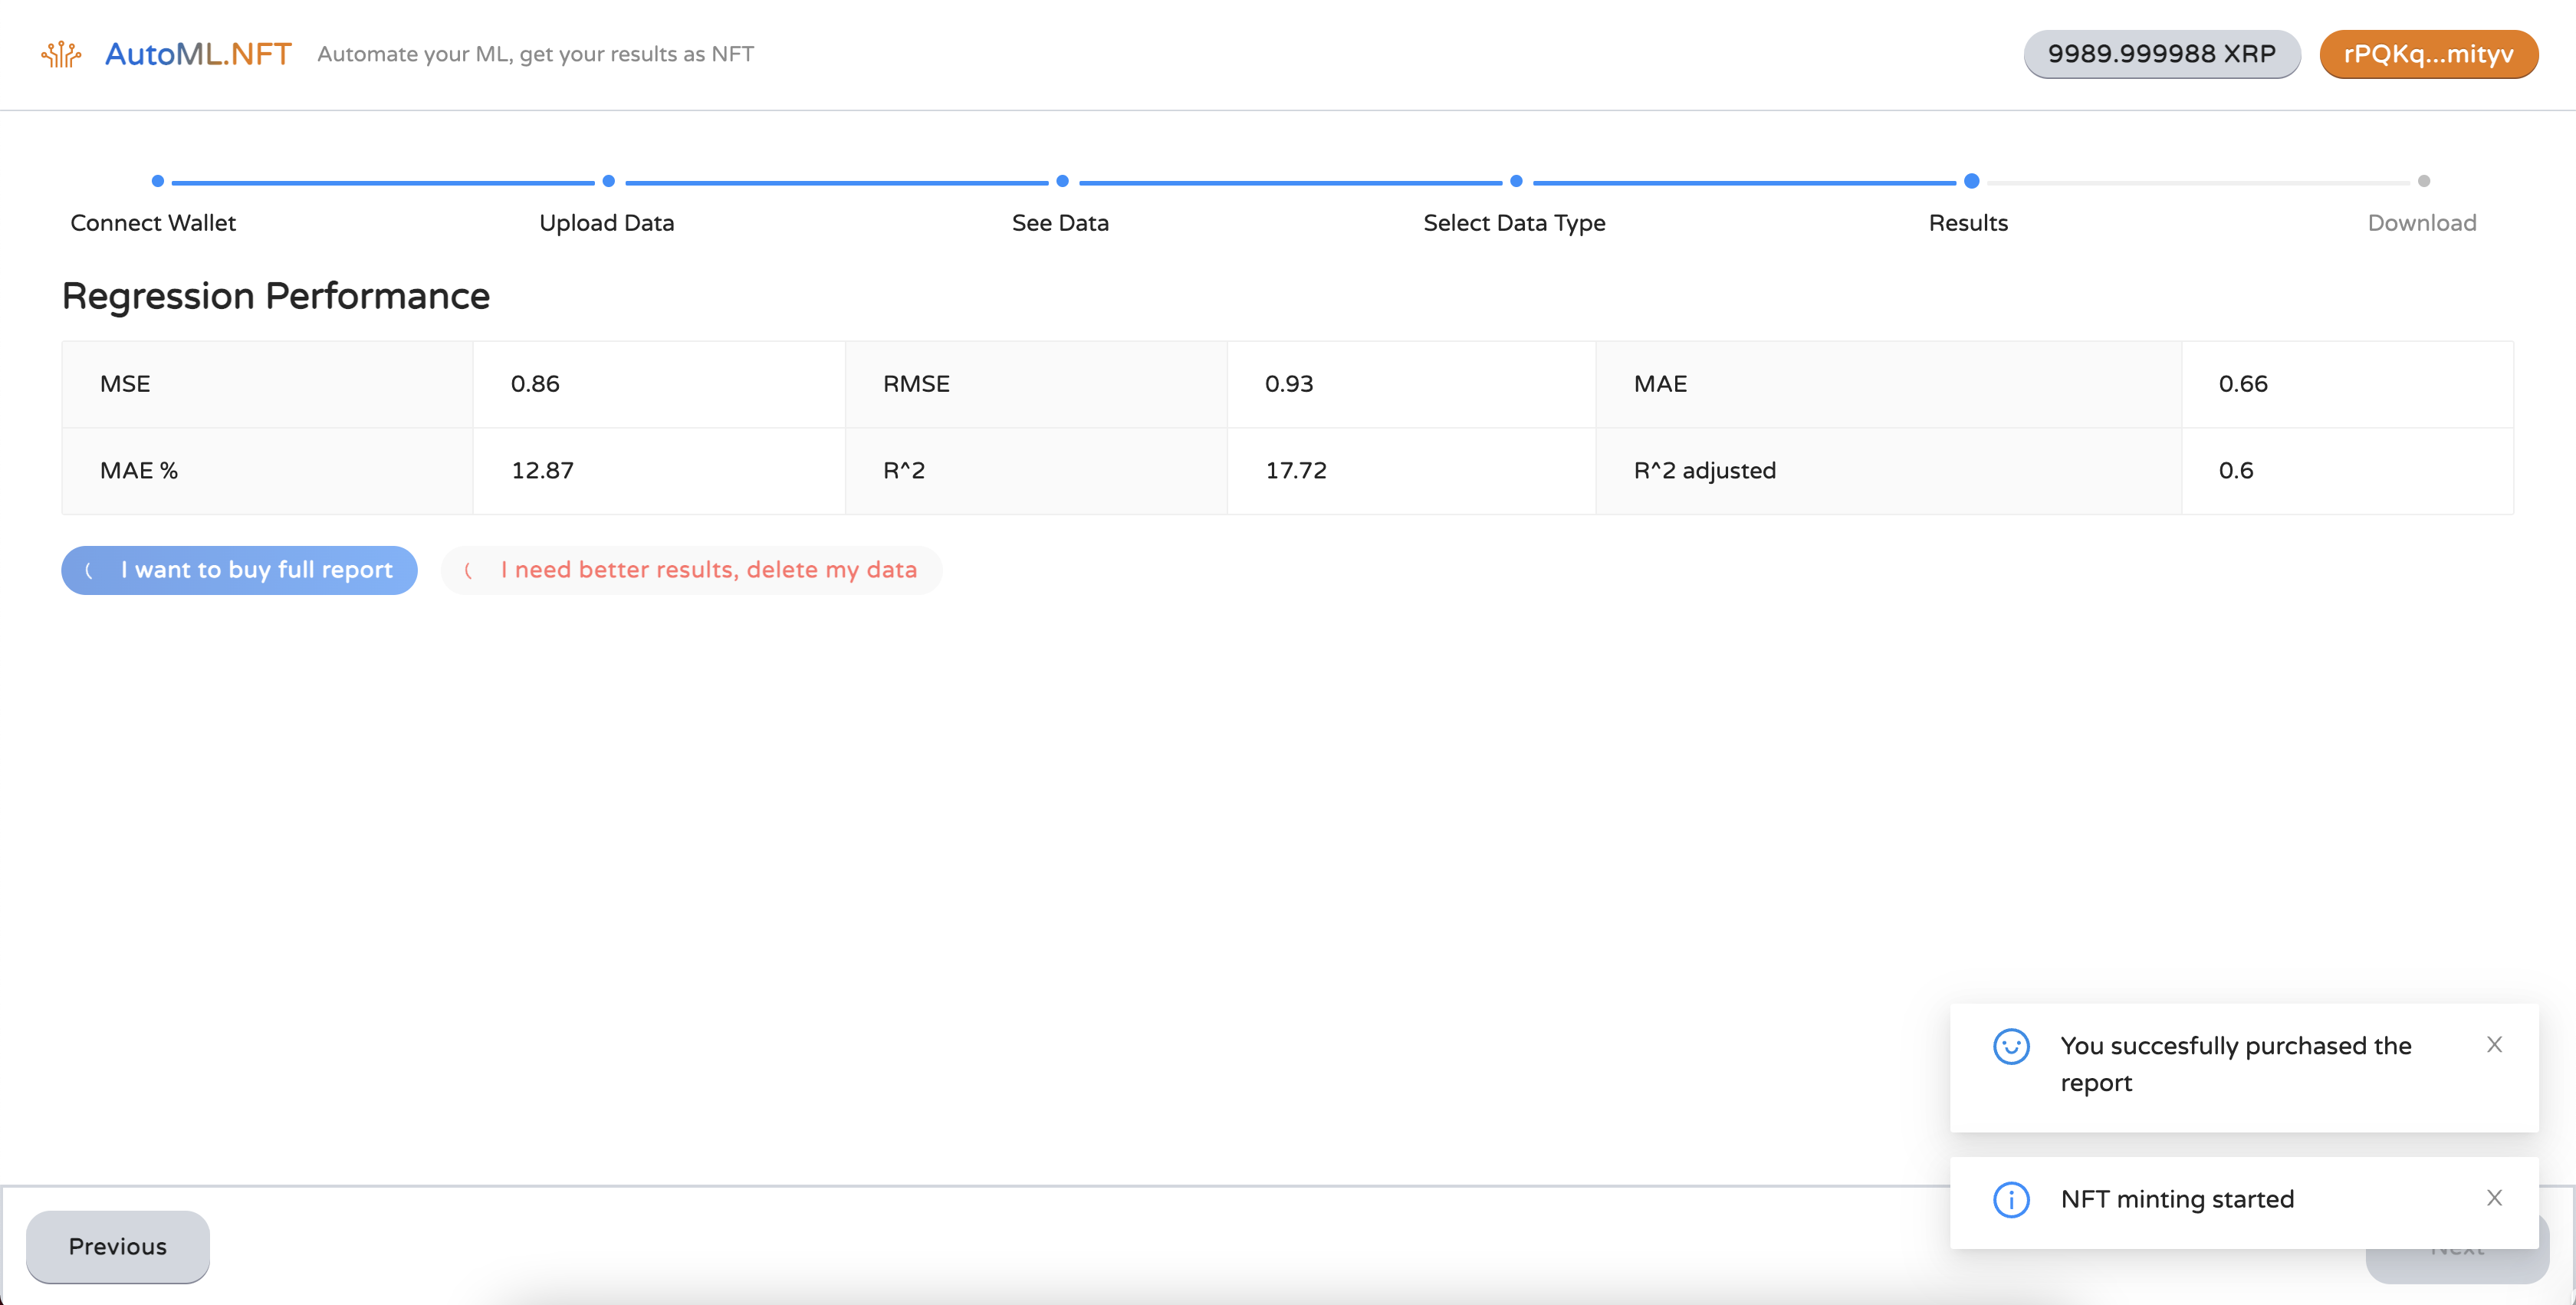 AutoML.NFT Automate your ML, get your results as NFT 9989.999988 XRP rPQKq...mityv
Connect Wallet Upload Data See Data Select Data Type Results Download
Regression Performance
MSE 0.86 RMSE 0.93 MAE 0.66
MAE % 12.87 R^2 17.72 R^2 adjusted 0.6
I want to buy full report I need better results, delete my data
You succesfully purchased the
report
NFT minting started
Previous Next